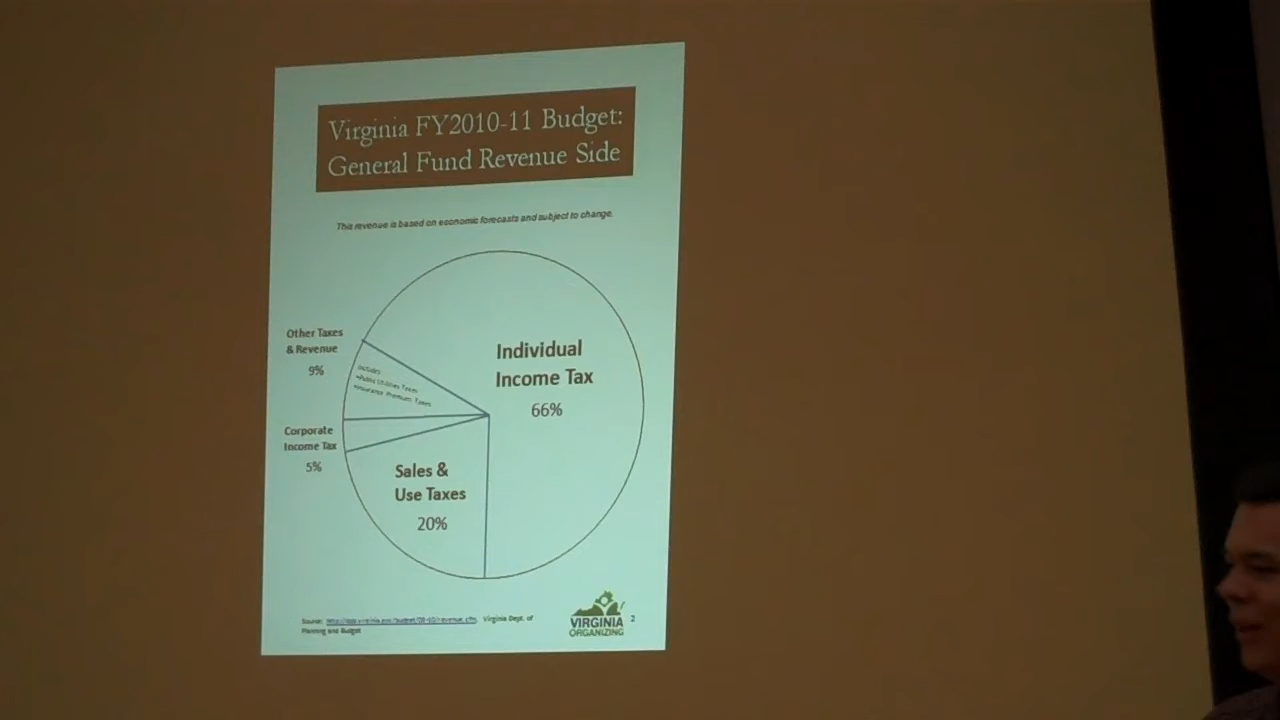 Virginia FY2010-11 Budget:
General Fund Revenue Side
This revenue is based on economic forecasts and subject to change.
Other Taxes
& Revenue
9%
Includes
•Public Utilities Taxes
•Insurance Premium Taxes
Individual
Income Tax
66%
Corporate
Income Tax
5%
Sales &
Use Taxes
20%
Source: Virginia Dept. of
Planning and Budget
VIRGINIA
ORGANIZING
2